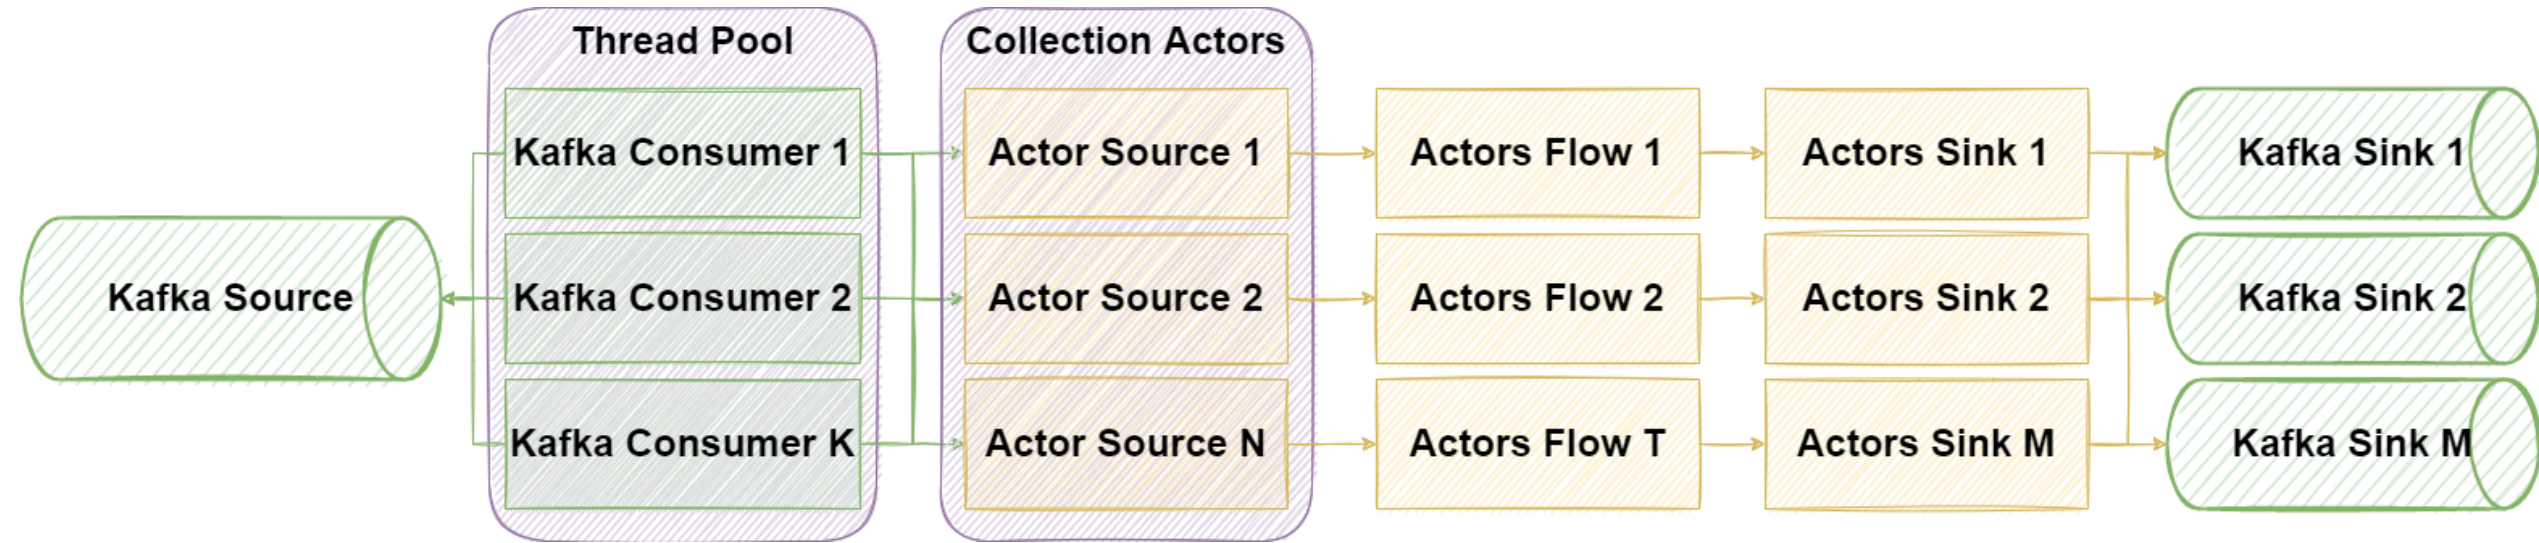 Thread Pool
Collection Actors
Kafka Consumer 1
Actor Source 1
Actors Flow 1
Actors Sink 1
Kafka Sink 1
Kafka Source
Kafka Consumer 2
Actor Source 2
Actors Flow 2
Actors Sink 2
Kafka Sink 2
Kafka Consumer K
Actor Source N
Actors Flow T
Actors Sink M
Kafka Sink M